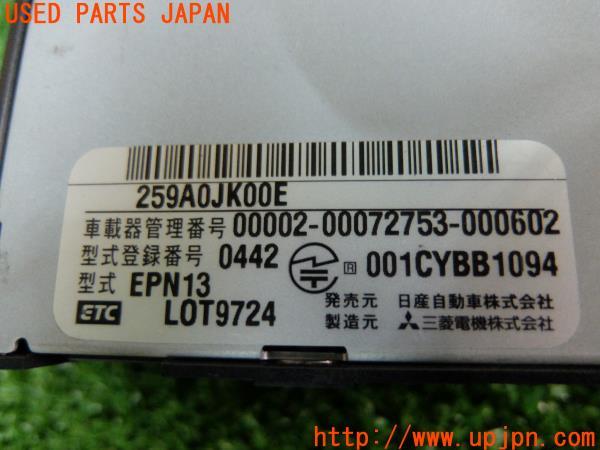 USED PARTS JAPAN
259A0JK00E
車載器管理番号 00002-00072753-000602
型式登録番号 0442 R 001CYBB1094
型式 EPN13
ETC LOT9724
発売元 日産自動車株式会社
製造元 三菱電機株式会社
http://www.upjpn.com